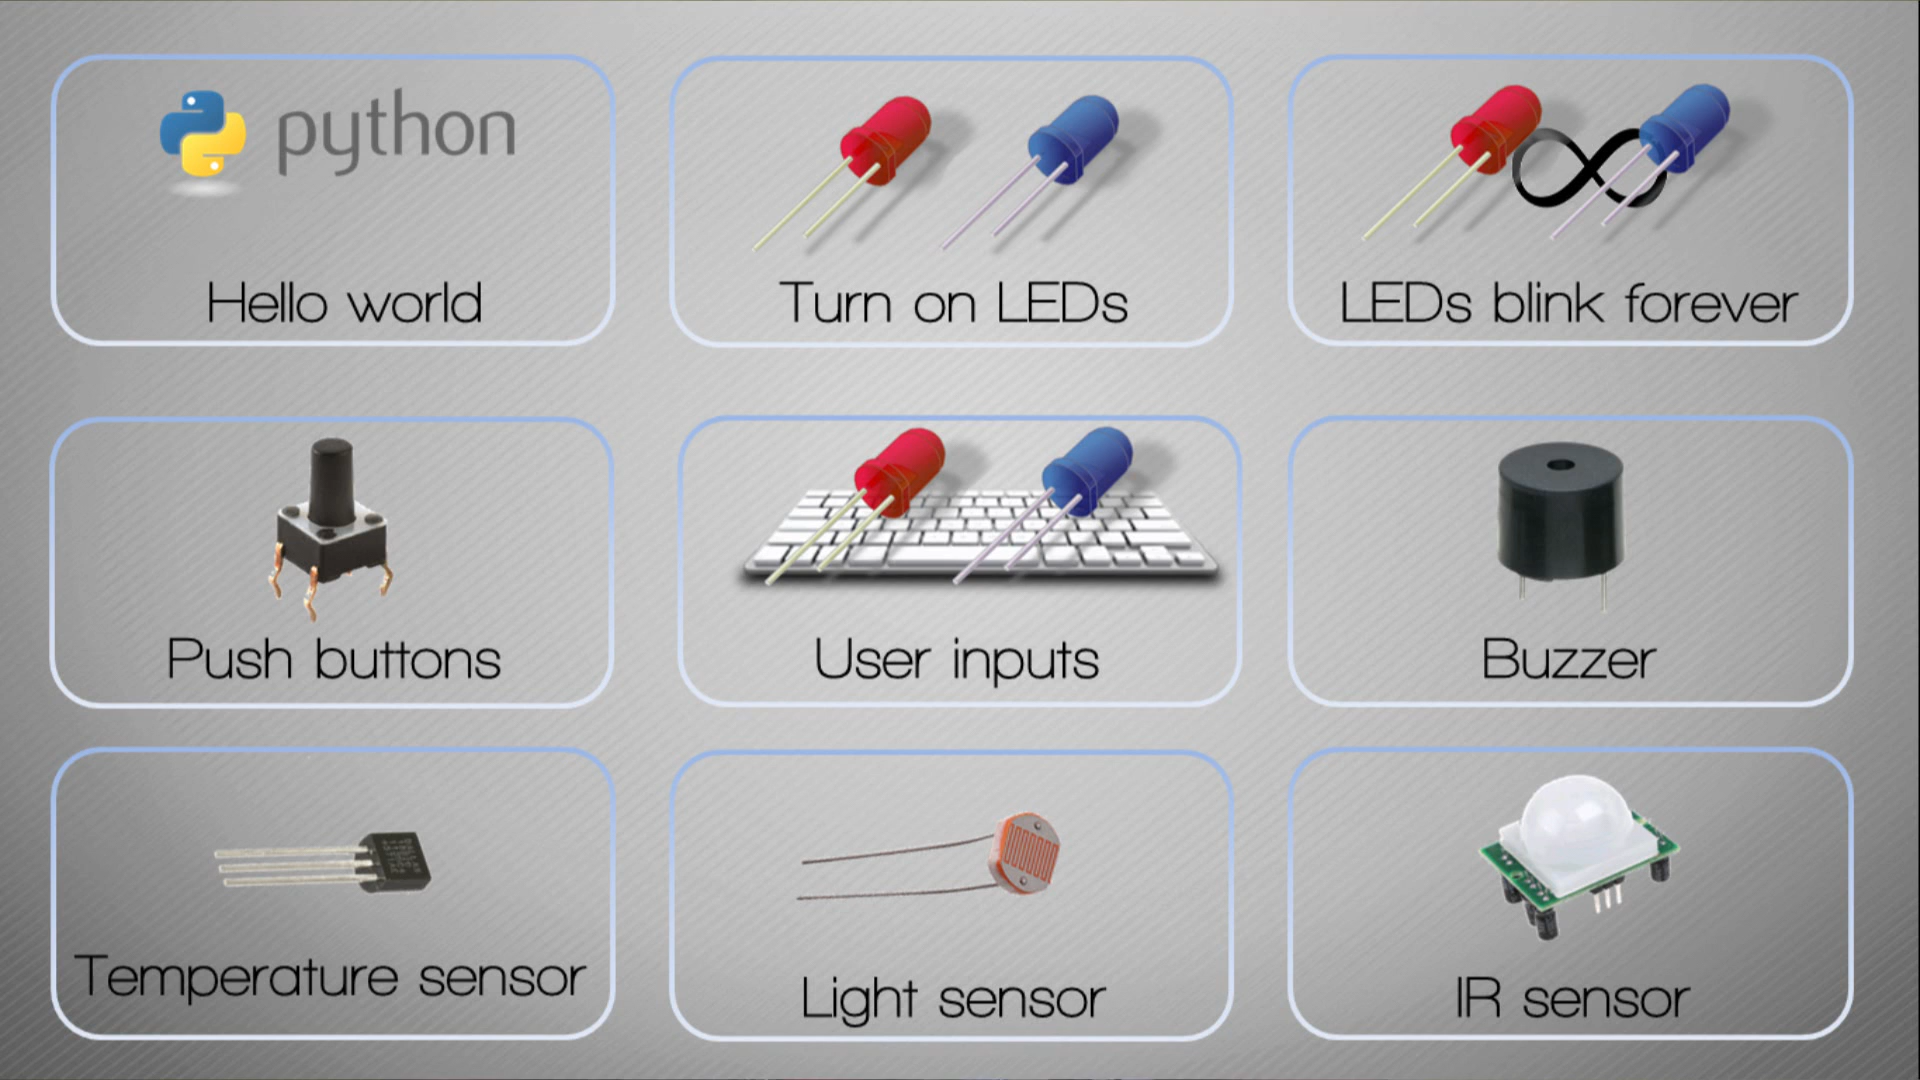 python
Hello world
Turn on LEDs
LEDs blink forever
Push buttons
User inputs
Buzzer
Temperature sensor
Light sensor
IR sensor